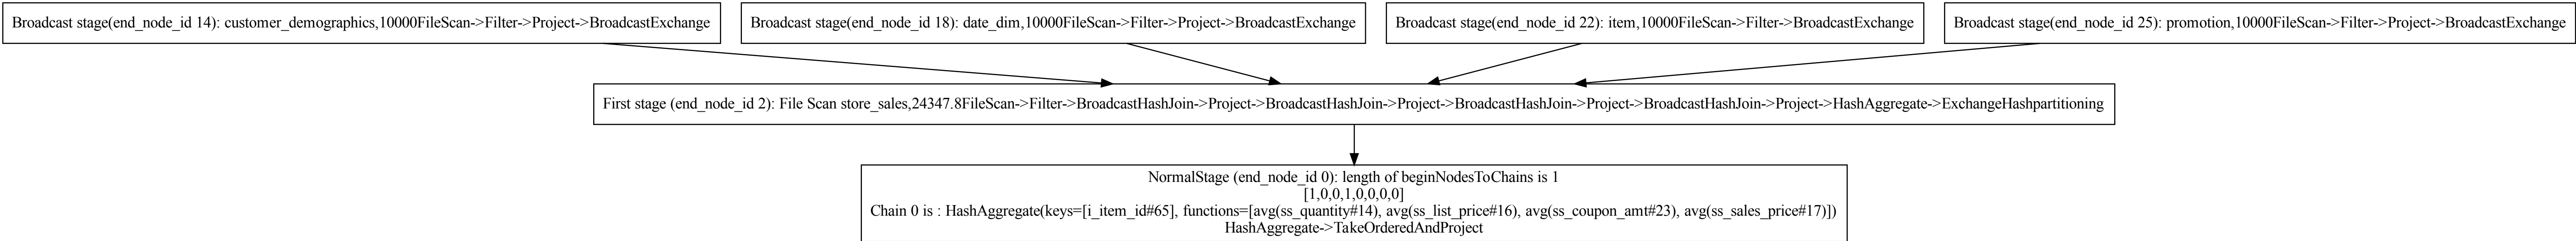 Broadcast stage(end_node_id 14): customer_demographics,10000FileScan->Filter->Project->BroadcastExchange
Broadcast stage(end_node_id 18): date_dim,10000FileScan->Filter->Project->BroadcastExchange
Broadcast stage(end_node_id 22): item,10000FileScan->Filter->BroadcastExchange
Broadcast stage(end_node_id 25): promotion,10000FileScan->Filter->Project->BroadcastExchange
First stage (end_node_id 2): File Scan store_sales,24347.8FileScan->Filter->BroadcastHashJoin->Project->BroadcastHashJoin->Project->BroadcastHashJoin->Project->BroadcastHashJoin->Project->HashAggregate->ExchangeHashpartitioning
NormalStage (end_node_id 0): length of beginNodesToChains is 1
[1,0,0,1,0,0,0,0]
Chain 0 is : HashAggregate(keys=[i_item_id#65], functions=[avg(ss_quantity#14), avg(ss_list_price#16), avg(ss_coupon_amt#23), avg(ss_sales_price#17)])
HashAggregate->TakeOrderedAndProject